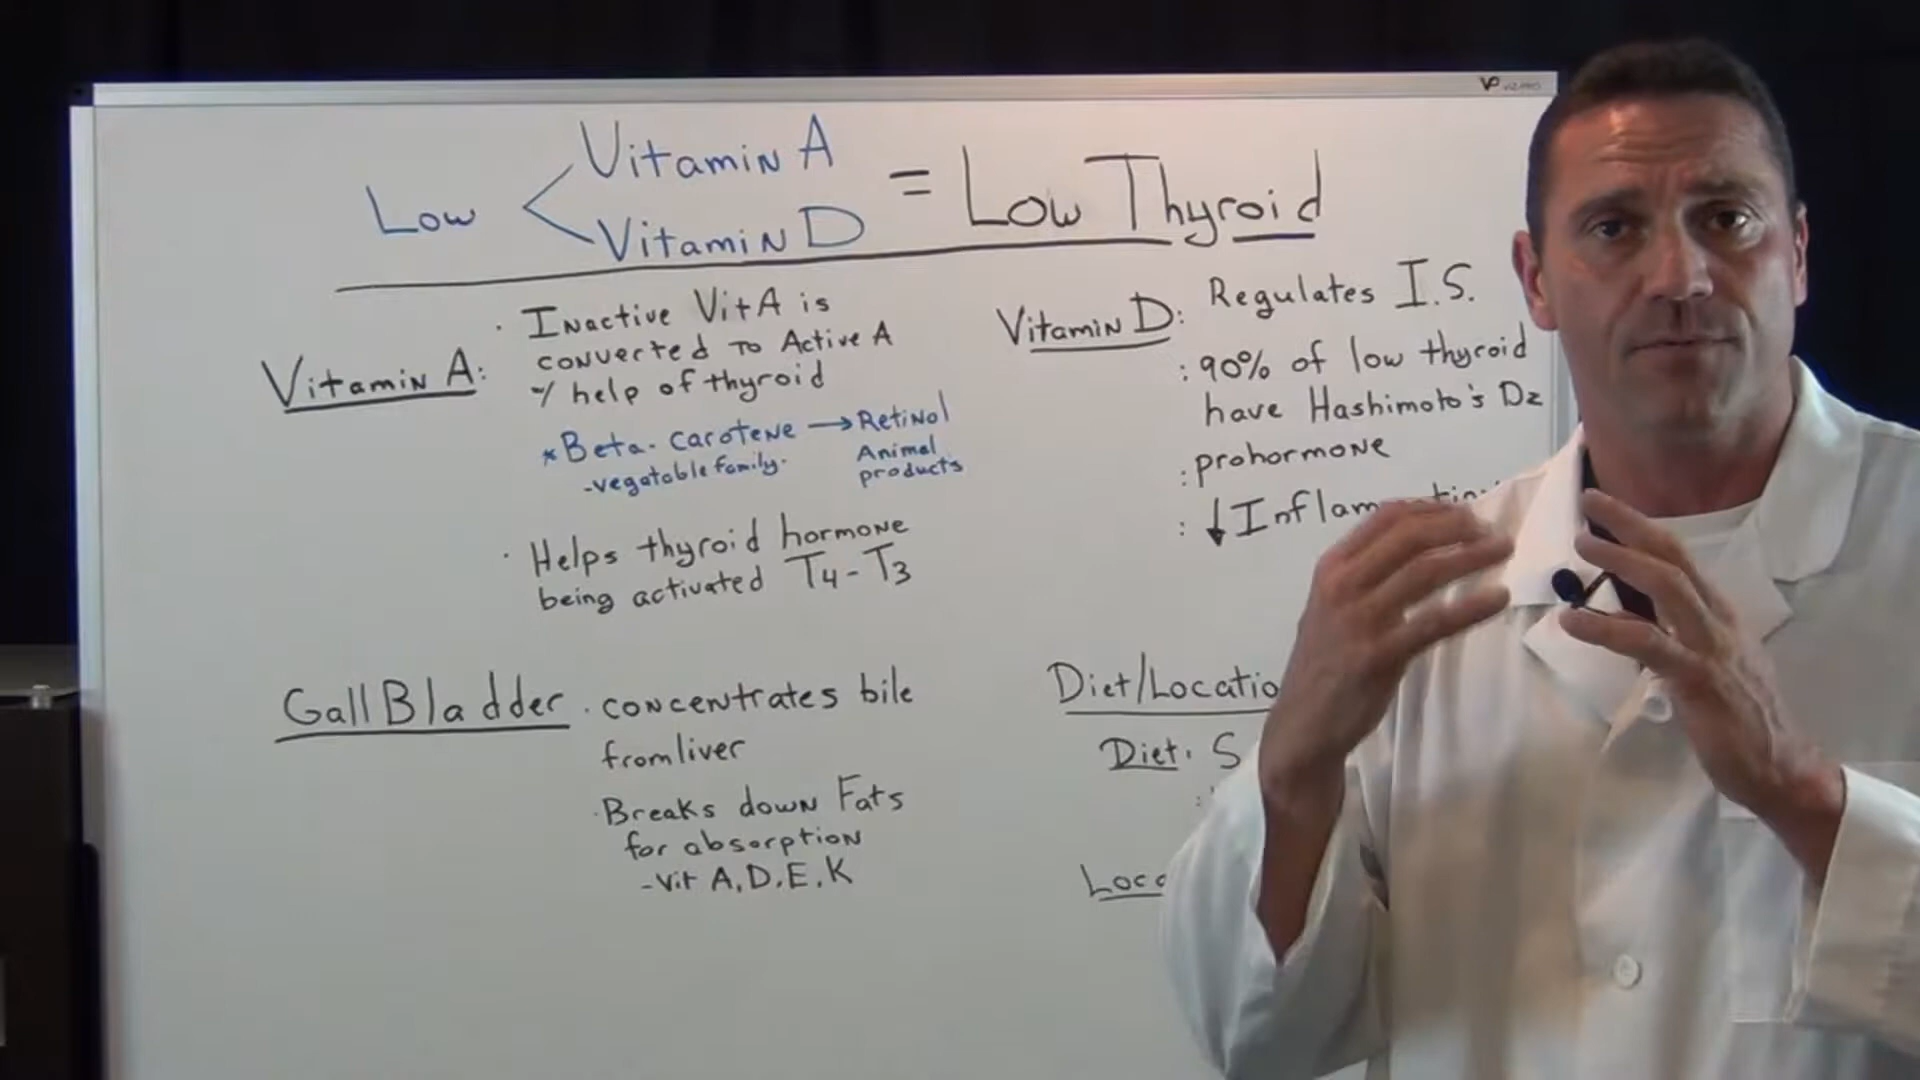 Vitamin A
Low < = Low Thyroid
Vitamin D
Vitamin A:
· Inactive Vit A is
converted to Active A
w/ help of thyroid
* Beta-carotene → Retinol
-vegatable family. Animal
products
· Helps thyroid hormone
being activated T4-T3
Gall Bladder · concentrates bile
from liver
· Breaks down Fats
for absorption
-Vit A, D, E, K
Vitamin D: Regulates I.S.
: 90% of low thyroid
have Hashimoto's Dz
: prohormone
: ↓ Inflam
Diet/Locatio
Diet: S
Loca